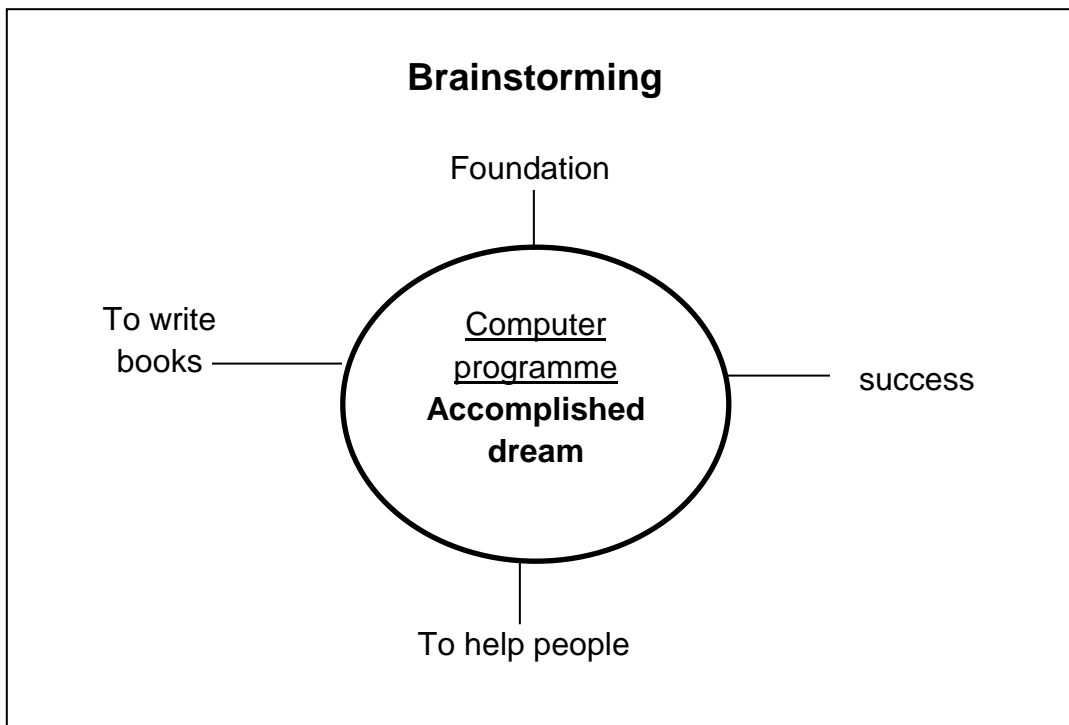 Brainstorming
Foundation
To write
books
Computer
programme
Accomplished
dream
success
To help people